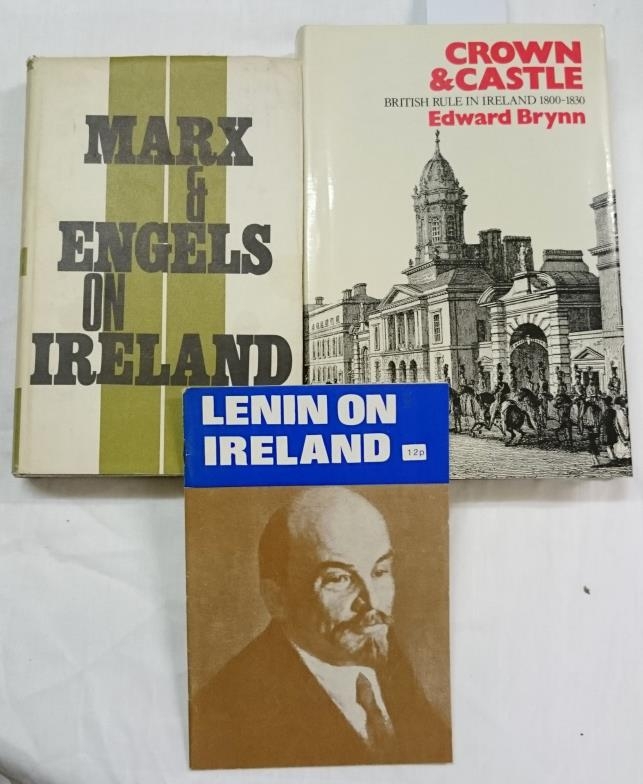 MARX
&
ENGELS
ON
IRELAND
CROWN
&CASTLE
BRITISH RULE IN IRELAND 1800-1830
Edward Brynn
LENIN ON
IRELAND
12p